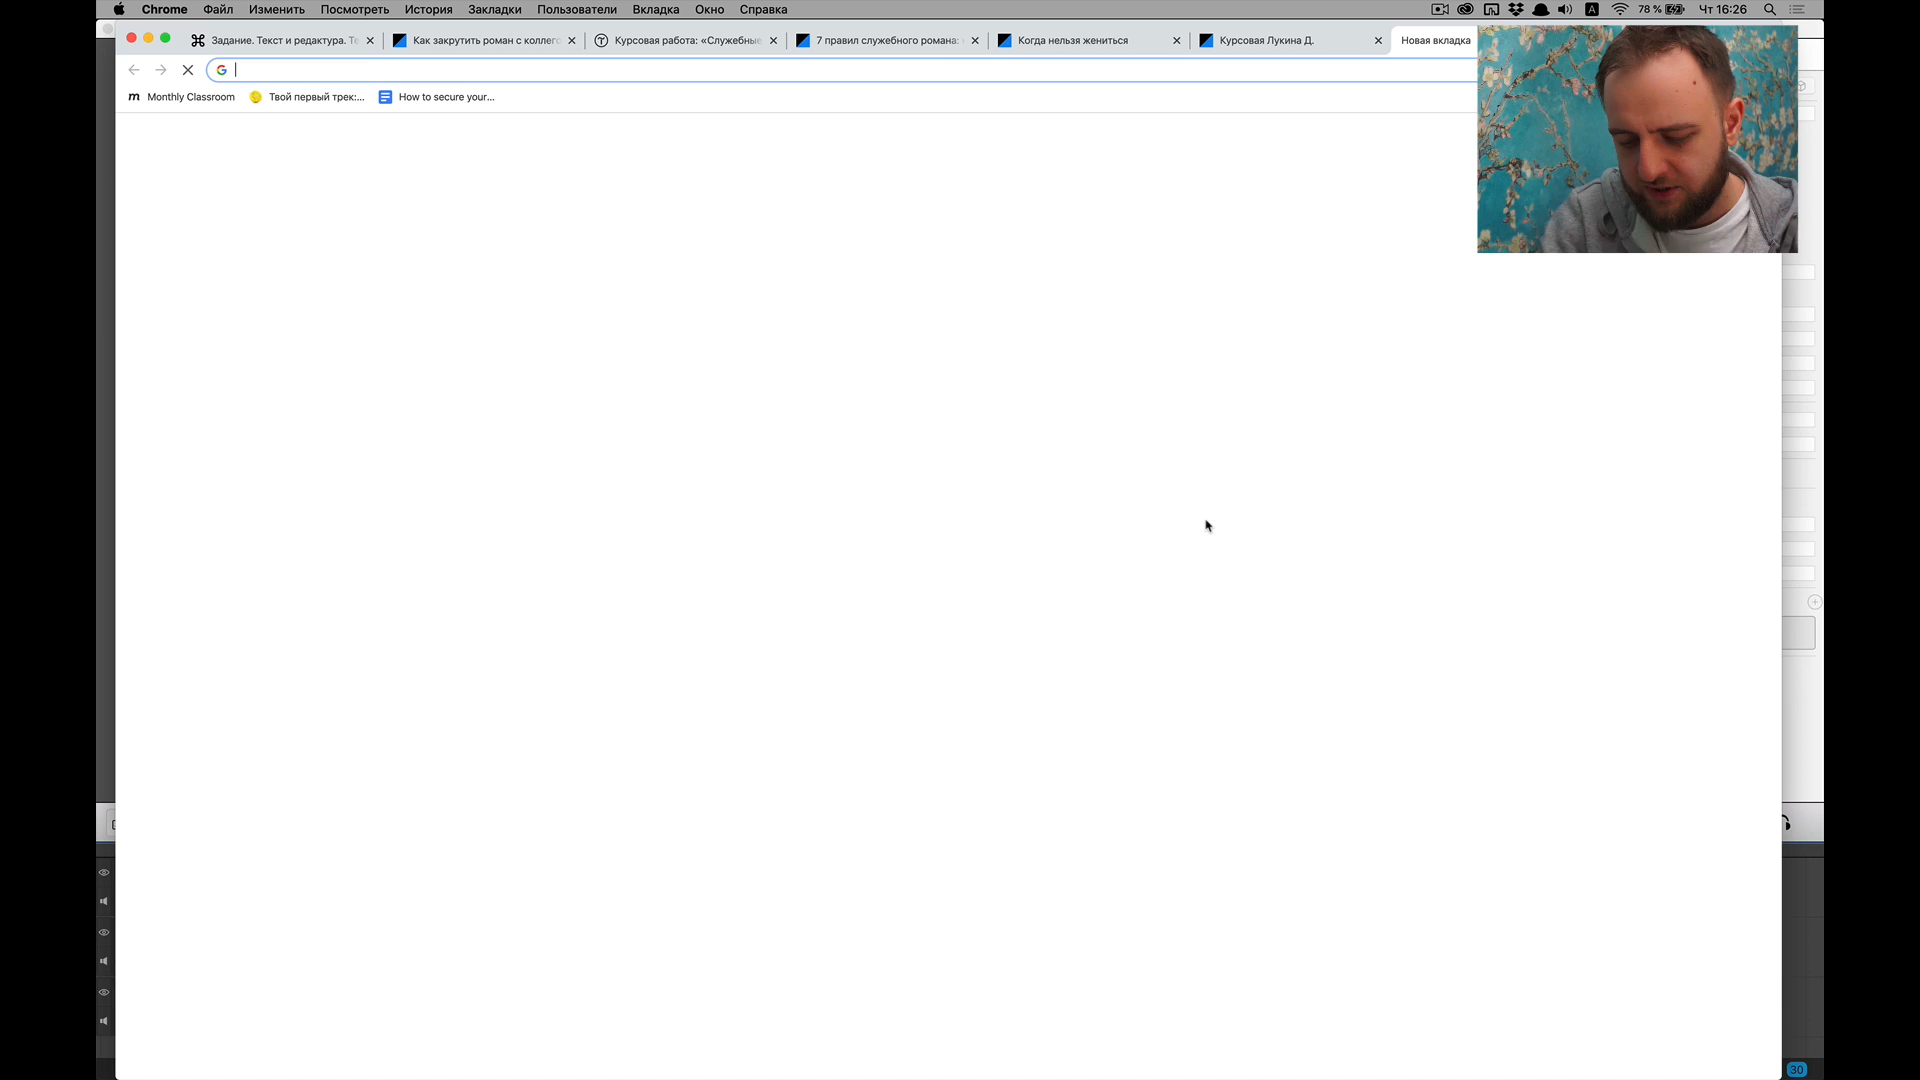 Chrome Файл Изменить Посмотреть История Закладки Пользователи Вкладка Окно Справка A 78 % Чт 16:26
Задание. Текст и редактура. Те Как закрутить роман с коллего Курсовая работа: «Служебные 7 правил служебного романа: Когда нельзя жениться Курсовая Лукина Д. Новая вкладка
G
m Monthly Classroom Твой первый трек:... How to secure your...
30